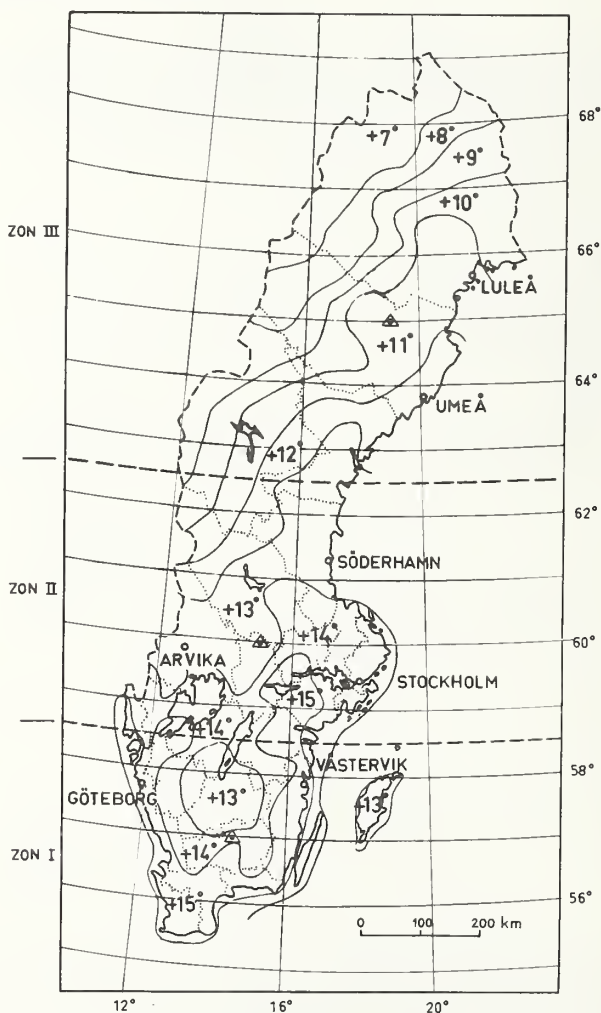 68°
+7°
+8°
+9°
+10°
ZON III
66°
LULEÅ
+11°
64°
UMEÅ
+12°
62°
SÖDERHAMN
ZON II
+13°
+14°
60°
ARVIKA
STOCKHOLM
+15°
+14°
VÄSTERVIK
58°
GÖTEBORG
+13°
+13°
+14°
ZON I
+15°
56°
0 100 200 km
12° 16° 20°